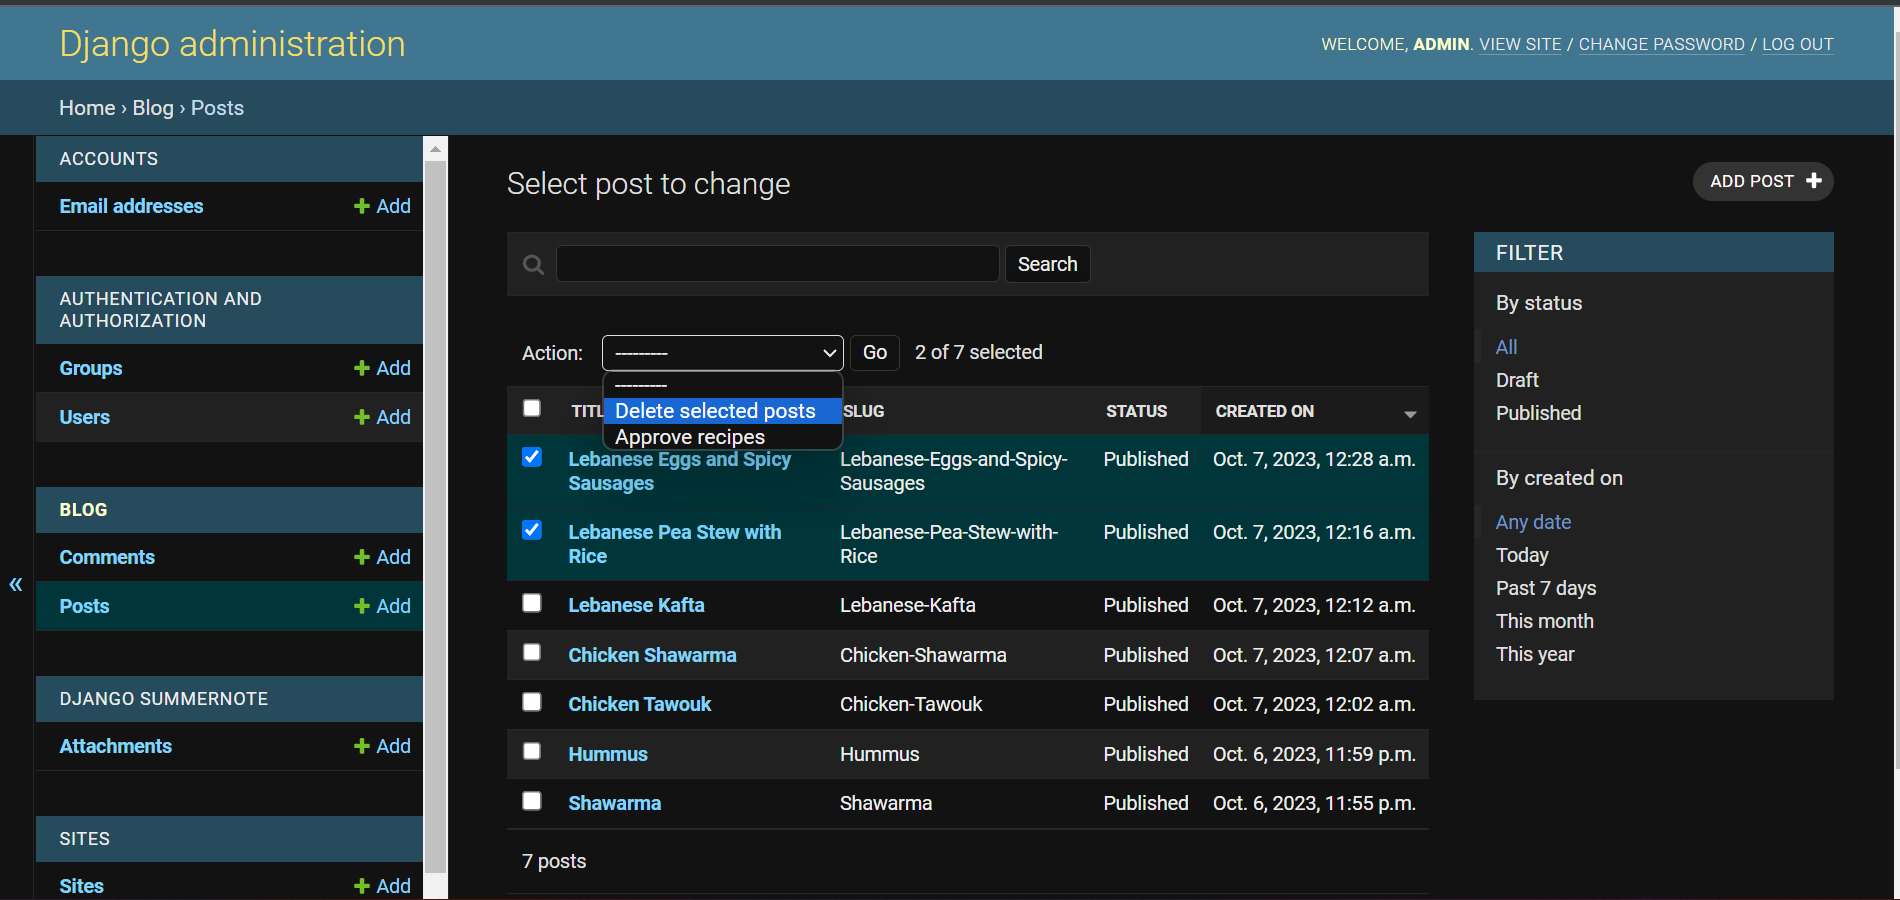 Django administration
WELCOME, ADMIN. VIEW SITE / CHANGE PASSWORD / LOG OUT
Home › Blog › Posts
ACCOUNTS
Email addresses
Add
AUTHENTICATION AND
AUTHORIZATION
Groups
Add
Users
Add
BLOG
Comments
Add
«
Posts
Add
DJANGO SUMMERNOTE
Attachments
Add
SITES
Sites
Add
Select post to change
ADD POST
Search
Action:
---------
Go
2 of 7 selected
---------
Delete selected posts
Approve recipes
TITL
SLUG
STATUS
CREATED ON
Lebanese Eggs and Spicy
Sausages
Lebanese-Eggs-and-Spicy-
Sausages
Published
Oct. 7, 2023, 12:28 a.m.
Lebanese Pea Stew with
Rice
Lebanese-Pea-Stew-with-
Rice
Published
Oct. 7, 2023, 12:16 a.m.
Lebanese Kafta
Lebanese-Kafta
Published
Oct. 7, 2023, 12:12 a.m.
Chicken Shawarma
Chicken-Shawarma
Published
Oct. 7, 2023, 12:07 a.m.
Chicken Tawouk
Chicken-Tawouk
Published
Oct. 7, 2023, 12:02 a.m.
Hummus
Hummus
Published
Oct. 6, 2023, 11:59 p.m.
Shawarma
Shawarma
Published
Oct. 6, 2023, 11:55 p.m.
7 posts
FILTER
By status
All
Draft
Published
By created on
Any date
Today
Past 7 days
This month
This year